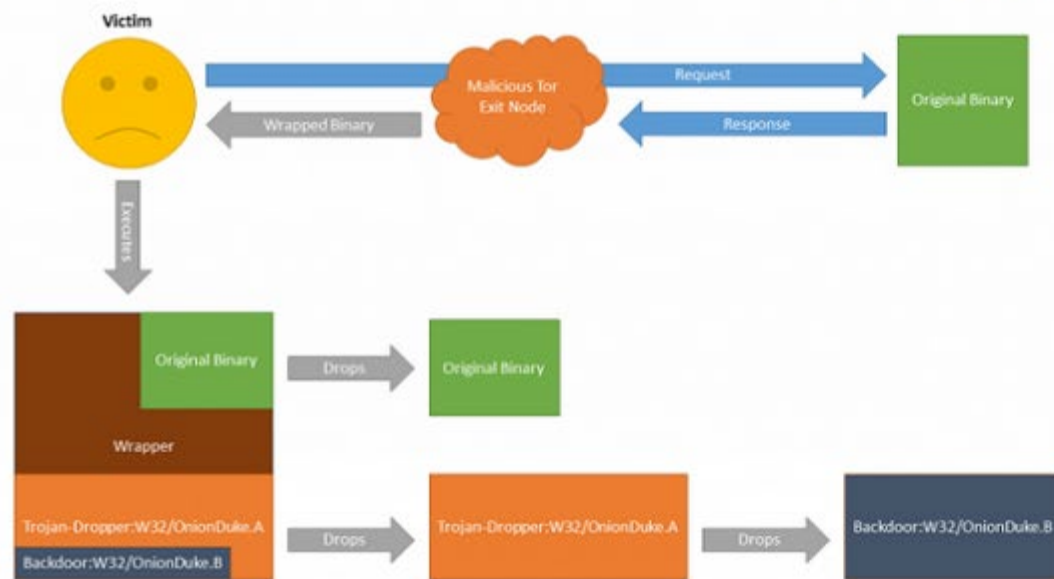 Victim
Malicious Tor
Exit Node
Request
Original Binary
Wrapped Binary
Response
Executes
Original Binary
Drops
Original Binary
Wrapper
Trojan-Dropper:W32/OnionDuke.A
Drops
Trojan-Dropper:W32/OnionDuke.A
Drops
Backdoor:W32/OnionDuke.B
Backdoor:W32/OnionDuke.B